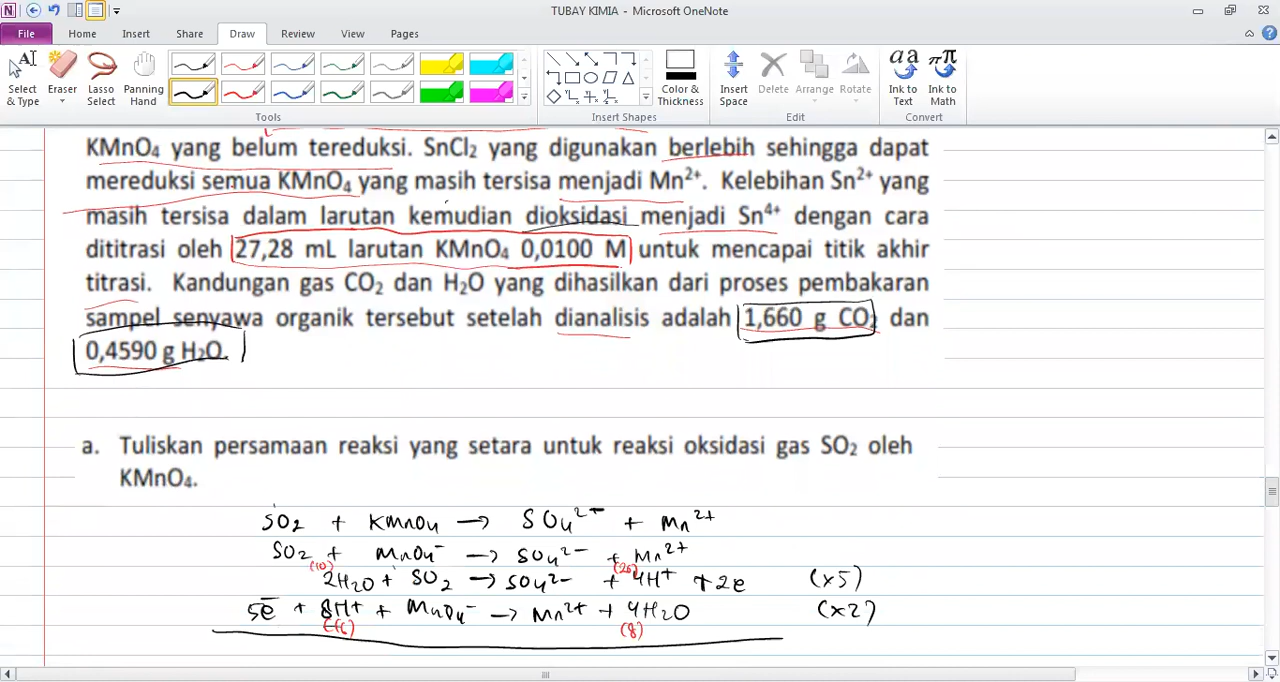 TUBAY KIMIA - Microsoft OneNote
File Home Insert Share Draw Review View Pages
Select & Type
Eraser
Lasso Select
Panning Hand
Color & Thickness
Insert Space
Delete
Arrange
Rotate
Ink to Text
Ink to Math
Tools
Insert Shapes
Edit
Convert
KMnO₄ yang belum tereduksi. SnCl₂ yang digunakan berlebih sehingga dapat
mereduksi semua KMnO₄ yang masih tersisa menjadi Mn²⁺. Kelebihan Sn²⁺ yang
masih tersisa dalam larutan kemudian dioksidasi menjadi Sn⁴⁺ dengan cara
dititrasi oleh 27,28 mL larutan KMnO₄ 0,0100 M untuk mencapai titik akhir
titrasi. Kandungan gas CO₂ dan H₂O yang dihasilkan dari proses pembakaran
sampel senyawa organik tersebut setelah dianalisis adalah 1,660 g CO₂ dan
0,4590 g H₂O.
a. Tuliskan persamaan reaksi yang setara untuk reaksi oksidasi gas SO₂ oleh
KMnO₄.
SO₂ + KMnO₄ → SO₄²⁻ + Mn²⁺
SO₂ + MnO₄⁻ → SO₄²⁻ + Mn²⁺
(10) (20)
2H₂O + SO₂ → SO₄²⁻ + 4H⁺ + 2e (×5)
5e⁻ + 8H⁺ + MnO₄⁻ → Mn²⁺ + 4H₂O (×2)
(16) (8)